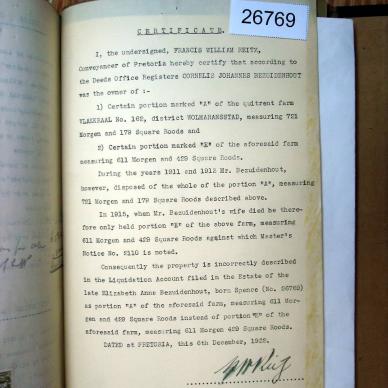 26769
CERTIFICATE.
I, the undersigned, FRANCIS WILLIAM REITZ,
Conveyancer of Pretoria hereby certify that according to
the Deeds Office Registers CORNELIS JOHANNES BEZUIDENHOUT
was the owner of :-
1) Certain portion marked "A" of the quitrent farm
VLAKKRAAL No. 162, district WOLMARANSSTAD, measuring 721
Morgen and 179 Square Roods and
2) Certain portion marked "E" of the aforesaid farm
measuring 611 Morgen and 429 Square Roods.
During the years 1911 and 1912 Mr. Bezuidenhout,
however, disposed of the whole of the portion "A", measuring
721 Morgen and 179 Square Roods described above.
In 1915, when Mr. Bezuidenhout's wife died he there-
fore only held portion "E" of the above farm, measuring
611 Morgen and 429 Square Roods against which Master's
Notice No. 2110 is noted.
Consequently the property is incorrectly described
in the Liquidation Account filed in the Estate of the
late Elizabeth Anna Bezuidenhout, born Spence (No. 26769)
as portion "A" of the aforesaid farm, measuring 611 Mor-
gen and 429 Square Roods instead of portion "E" of the
aforesaid farm, measuring 611 Morgen 429 Square Roods.
DATED at PRETORIA, this 6th December, 1928.